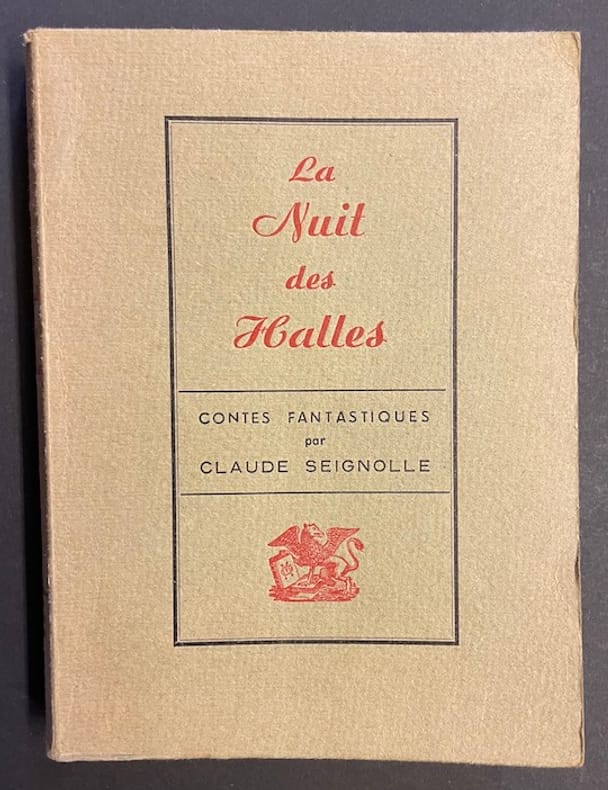 La
Nuit
des
Halles
CONTES FANTASTIQUES
par
CLAUDE SEIGNOLLE